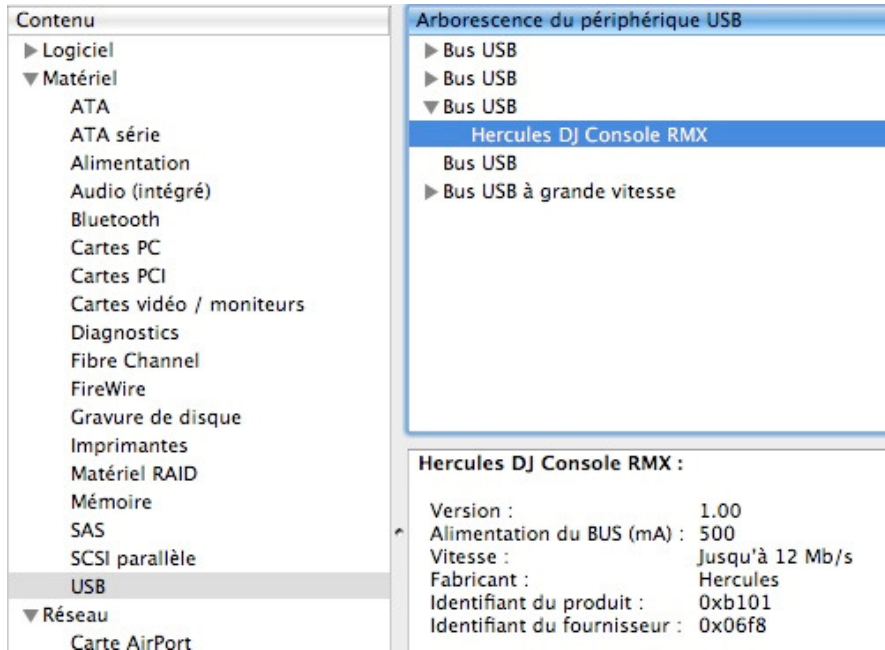 Contenu
Logiciel
Matériel
ATA
ATA série
Alimentation
Audio (intégré)
Bluetooth
Cartes PC
Cartes PCI
Cartes vidéo / moniteurs
Diagnostics
Fibre Channel
FireWire
Gravure de disque
Imprimantes
Matériel RAID
Mémoire
SAS
SCSI parallèle
USB
Réseau
Carte AirPort
Arborescence du périphérique USB
Bus USB
Bus USB
Bus USB
Hercules DJ Console RMX
Bus USB
Bus USB à grande vitesse
Hercules DJ Console RMX :
Version : 1.00
Alimentation du BUS (mA) : 500
Vitesse : Jusqu'à 12 Mb/s
Fabricant : Hercules
Identifiant du produit : 0xb101
Identifiant du fournisseur : 0x06f8